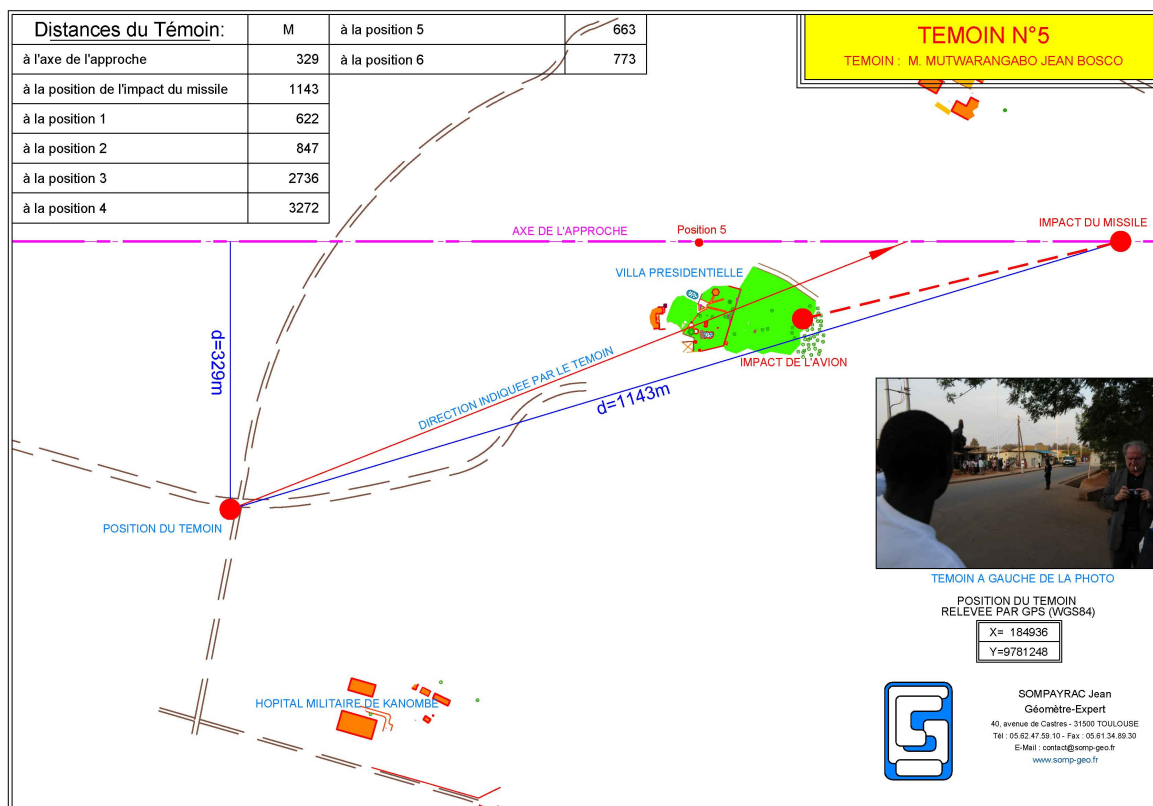 Distances du Témoin: M
à l'axe de l'approche 329
à la position de l'impact du missile 1143
à la position 1 622
à la position 2 847
à la position 3 2736
à la position 4 3272
à la position 5 663
à la position 6 773
TEMOIN N°5
TEMOIN : M. MUTWARANGABO JEAN BOSCO
AXE DE L'APPROCHE
Position 5
IMPACT DU MISSILE
VILLA PRESIDENTIELLE
IMPACT DE L'AVION
d=329m
DIRECTION INDIQUEE PAR LE TEMOIN
d=1143m
POSITION DU TEMOIN
HOPITAL MILITAIRE DE KANOMBE
TEMOIN A GAUCHE DE LA PHOTO
POSITION DU TEMOIN
RELEVEE PAR GPS (WGS84)
X= 184936
Y=9781248
SOMPAYRAC Jean
Géomètre-Expert
40, avenue de Castres - 31500 TOULOUSE
Tél : 05.62.47.59.10 - Fax : 05.61.34.89.30
E-Mail : contact@somp-geo.fr
www.somp-geo.fr